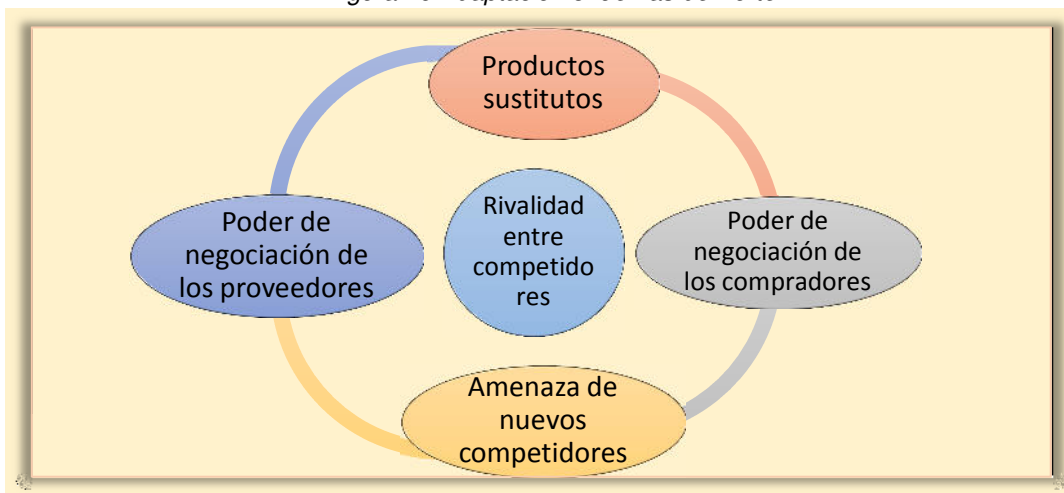 Productos
sustitutos
Poder de
negociación de
los proveedores
Rivalidad
entre
competido
res
Poder de
negociación de
los compradores
Amenaza de
nuevos
competidores